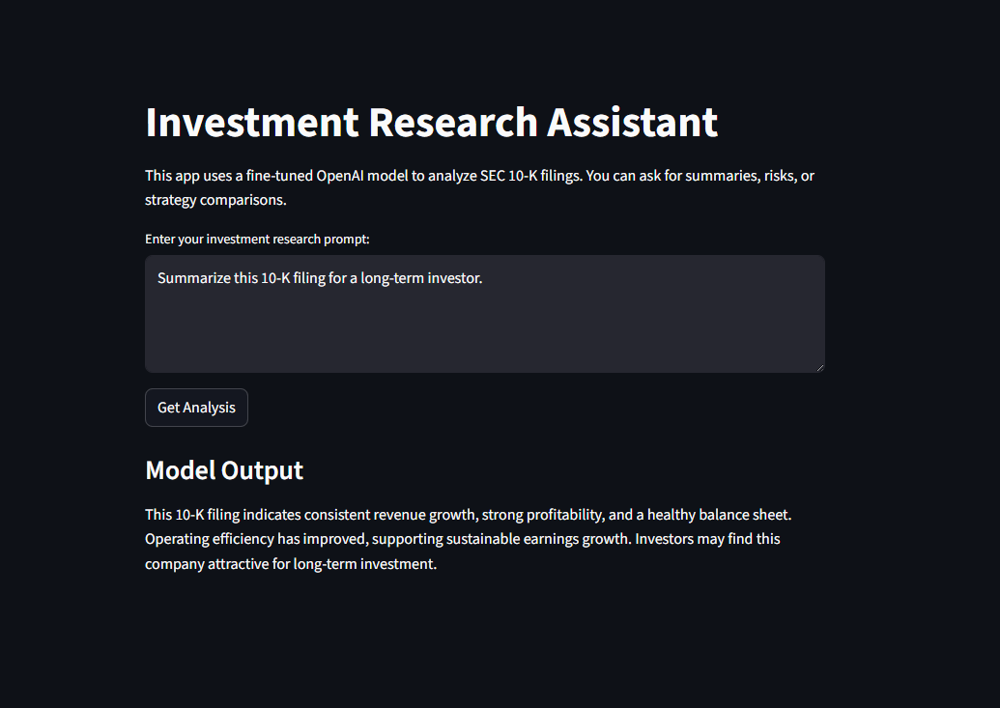 Investment Research Assistant
This app uses a fine-tuned OpenAI model to analyze SEC 10-K filings. You can ask for summaries, risks, or
strategy comparisons.
Enter your investment research prompt:
Summarize this 10-K filing for a long-term investor.
Get Analysis
Model Output
This 10-K filing indicates consistent revenue growth, strong profitability, and a healthy balance sheet.
Operating efficiency has improved, supporting sustainable earnings growth. Investors may find this
company attractive for long-term investment.